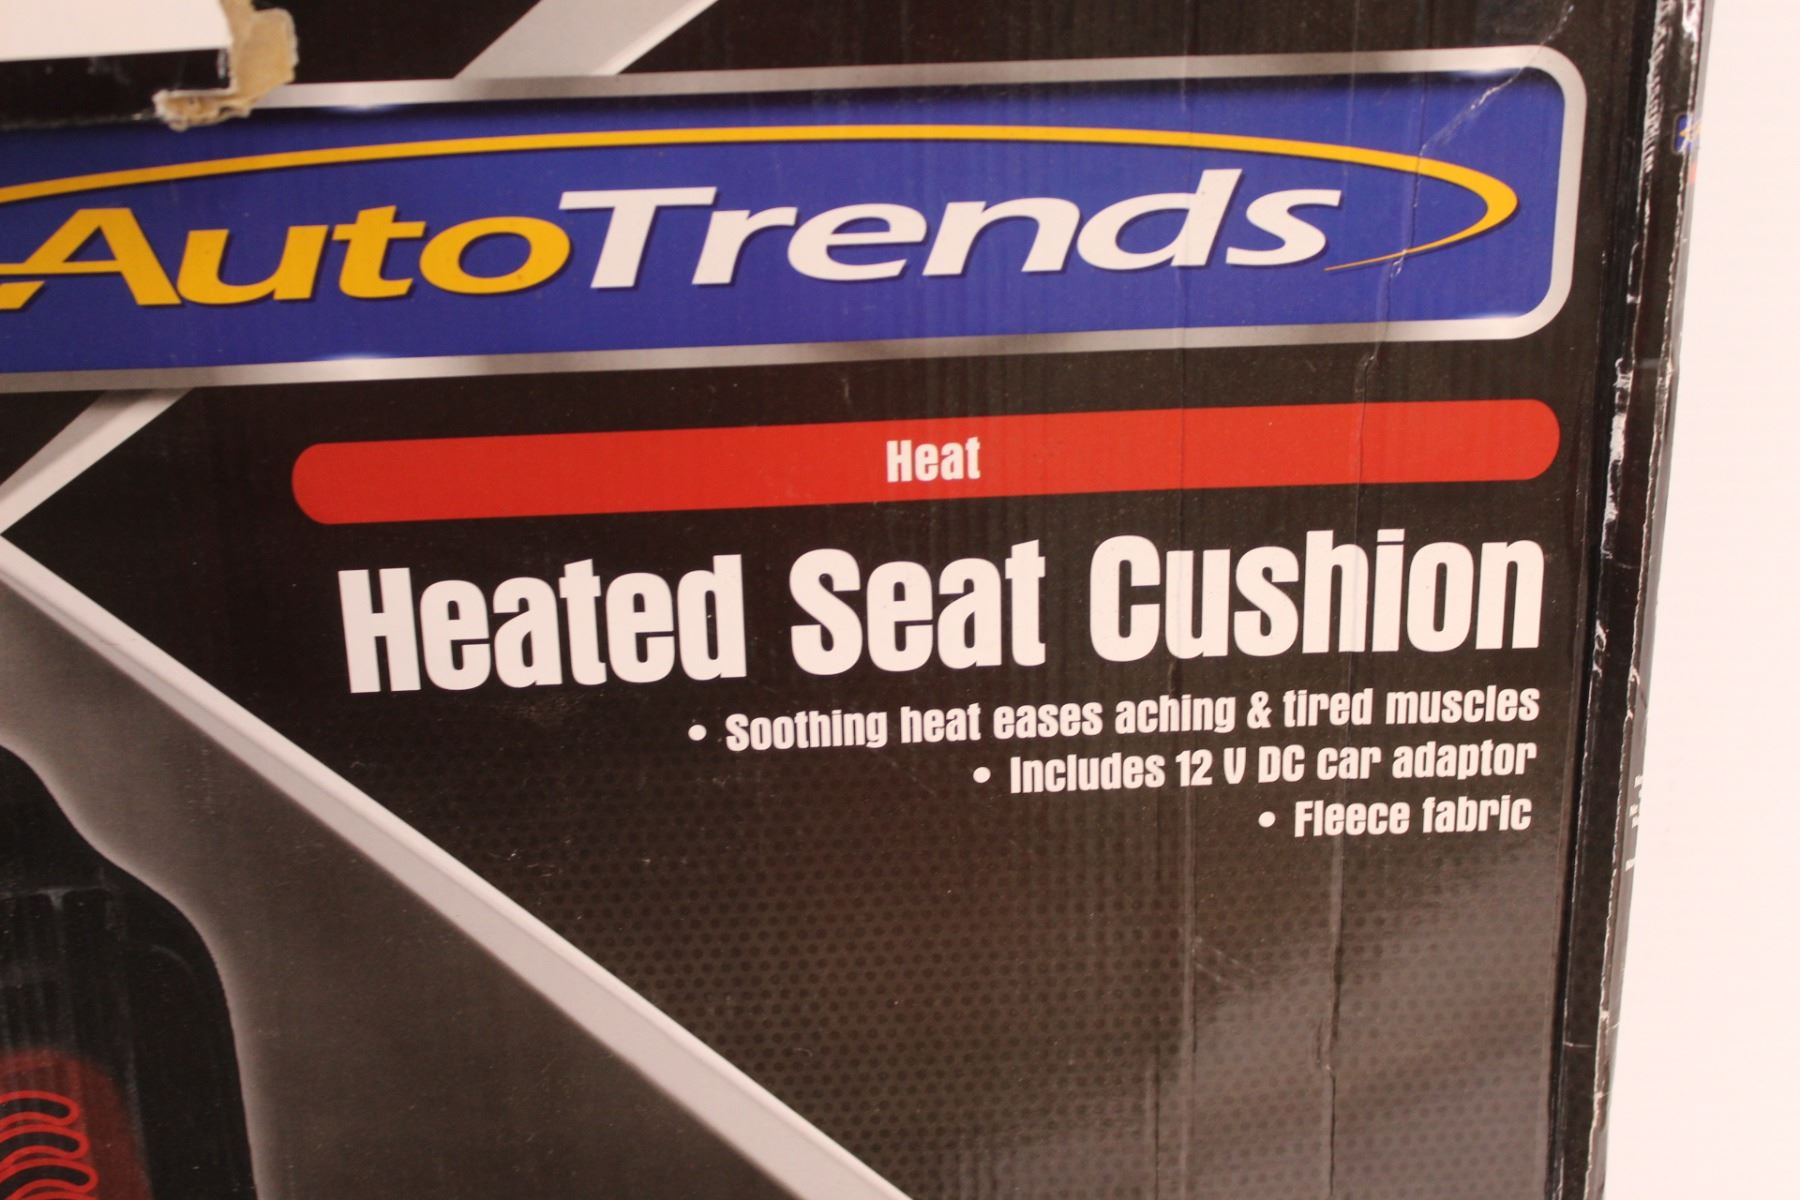 AutoTrends
Heat
Heated Seat Cushion
• Soothing heat eases aching & tired muscles
• Includes 12 V DC car adaptor
• Fleece fabric